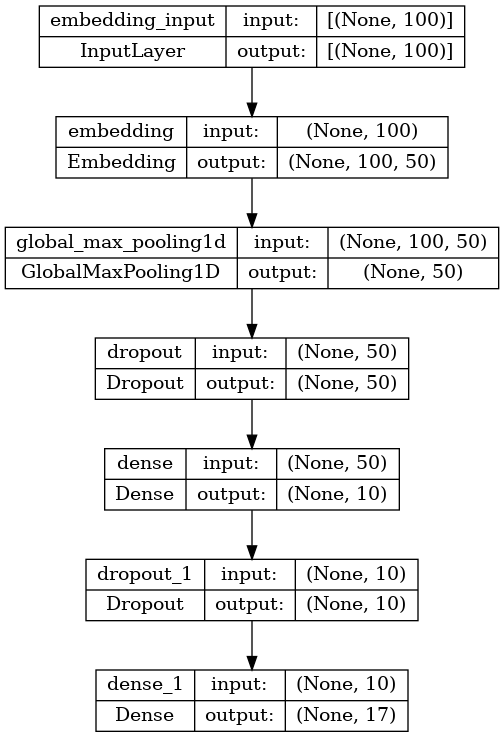 embedding_input input: [(None, 100)]
InputLayer output: [(None, 100)]
embedding input: (None, 100)
Embedding output: (None, 100, 50)
global_max_pooling1d input: (None, 100, 50)
GlobalMaxPooling1D output: (None, 50)
dropout input: (None, 50)
Dropout output: (None, 50)
dense input: (None, 50)
Dense output: (None, 10)
dropout_1 input: (None, 10)
Dropout output: (None, 10)
dense_1 input: (None, 10)
Dense output: (None, 17)